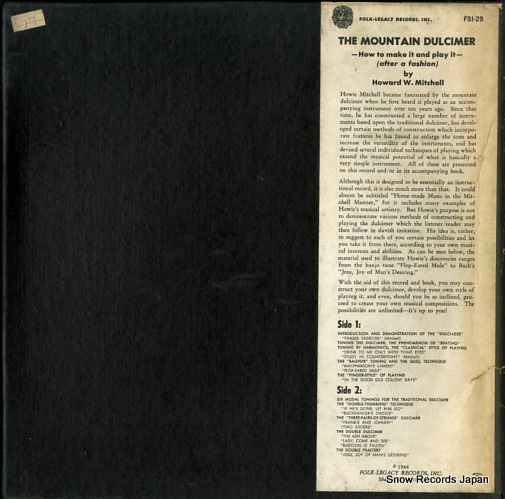 FOLK-LEGACY RECORDS, INC.
FSI-29
THE MOUNTAIN DULCIMER
—How to make it and play it—
(after a fashion)
by
Howard W. Mitchell
Howie Mitchell became fascinated by the mountain
dulcimer when he first heard it played as an accom-
panying instrument over ten years ago. Since that
time, he has constructed a large number of instru-
ments based upon the traditional dulcimer, has devel-
oped certain methods of construction which incorpo-
rate features he has found to enlarge the tone and
increase the versatility of the instruments, and has
devised several individual techniques of playing which
extend the musical potential of what is basically a
very simple instrument. All of these are presented
on this record and/or in its accompanying book.
Although this is designed to be essentially an instruc-
tional record, it is also much more than that. It could
almost be subtitled "Home-made Music in the Mit-
chell Manner," for it includes many examples of
Howie's musical artistry. But Howie's purpose is not
to demonstrate various methods of constructing and
playing the dulcimer which the listener/reader may
then follow in slavish imitation. His idea is, rather,
to suggest to each of you certain possibilities and let
you take it from there, according to your own musi-
cal interests and abilities. As can be seen below, the
material used to illustrate Howie's discoveries ranges
from the banjo tune "Flop-Eared Mule" to Bach's
"Jesu, Joy of Man's Desiring."
With the aid of this record and book, you may con-
struct your own dulcimer, develop your own style of
playing it, and even, should you be so inclined, pro-
ceed to create your own musical compositions. The
possibilities are unlimited—it's up to you!
Side 1:
INTRODUCTION AND DEMONSTRATION OF THE "DULCI-LESS"
"FINGER EXERCISE" (Mitchell)
TUNING THE DULCIMER, THE PHENOMENON OF "BEATING"
TUNING BY HARMONICS; THE "CLASSICAL" STYLE OF PLAYING
"DRINK TO ME ONLY WITH THINE EYES"
"STUDY IN COUNTERPOINT" (Mitchell)
THE "BAGPIPE" TUNING AND THE QUILL TECHNIQUE
"MACPHERSON'S LAMENT"
"FLOP-EARED MULE"
THE "FINGER-STYLE" OF PLAYING
"IN THE GOOD OLD COLONY DAYS"
Side 2:
SIX MODAL TUNINGS FOR THE TRADITIONAL DULCIMER
THE "DOUBLE-THUMBING" TECHNIQUE
"IF HE'S GONE, LET HIM GO"
"BUCKDANCER'S CHOICE"
THE "THREE-PAIRS-OF-STRINGS" DULCIMER
"FRANKIE AND JOHNNY"
"TWO SISTERS"
THE DOUBLE DULCIMER
"THE ASH GROVE"
"LADY, COME AND SEE"
"BABYLON IS FALLEN"
THE DOUBLE PSALTERY
"JESU, JOY OF MAN'S DESIRING"
© 1966
FOLK-LEGACY RECORDS, INC.
Snow Records Japan